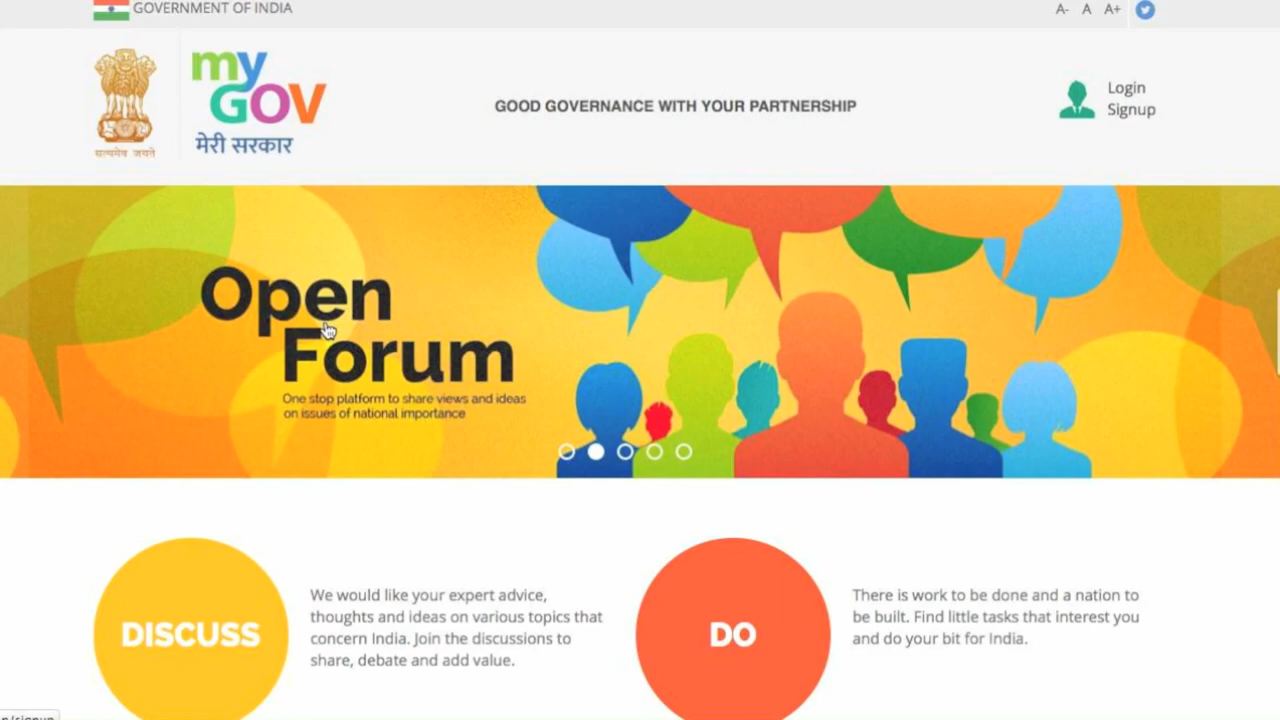 GOVERNMENT OF INDIA
A- A A+
my
GOV
मेरी सरकार
सत्यमेव जयते
GOOD GOVERNANCE WITH YOUR PARTNERSHIP
Login
Signup
Open
Forum
One stop platform to share views and ideas
on issues of national importance
DISCUSS
We would like your expert advice,
thoughts and ideas on various topics that
concern India. Join the discussions to
share, debate and add value.
DO
There is work to be done and a nation to
be built. Find little tasks that interest you
and do your bit for India.